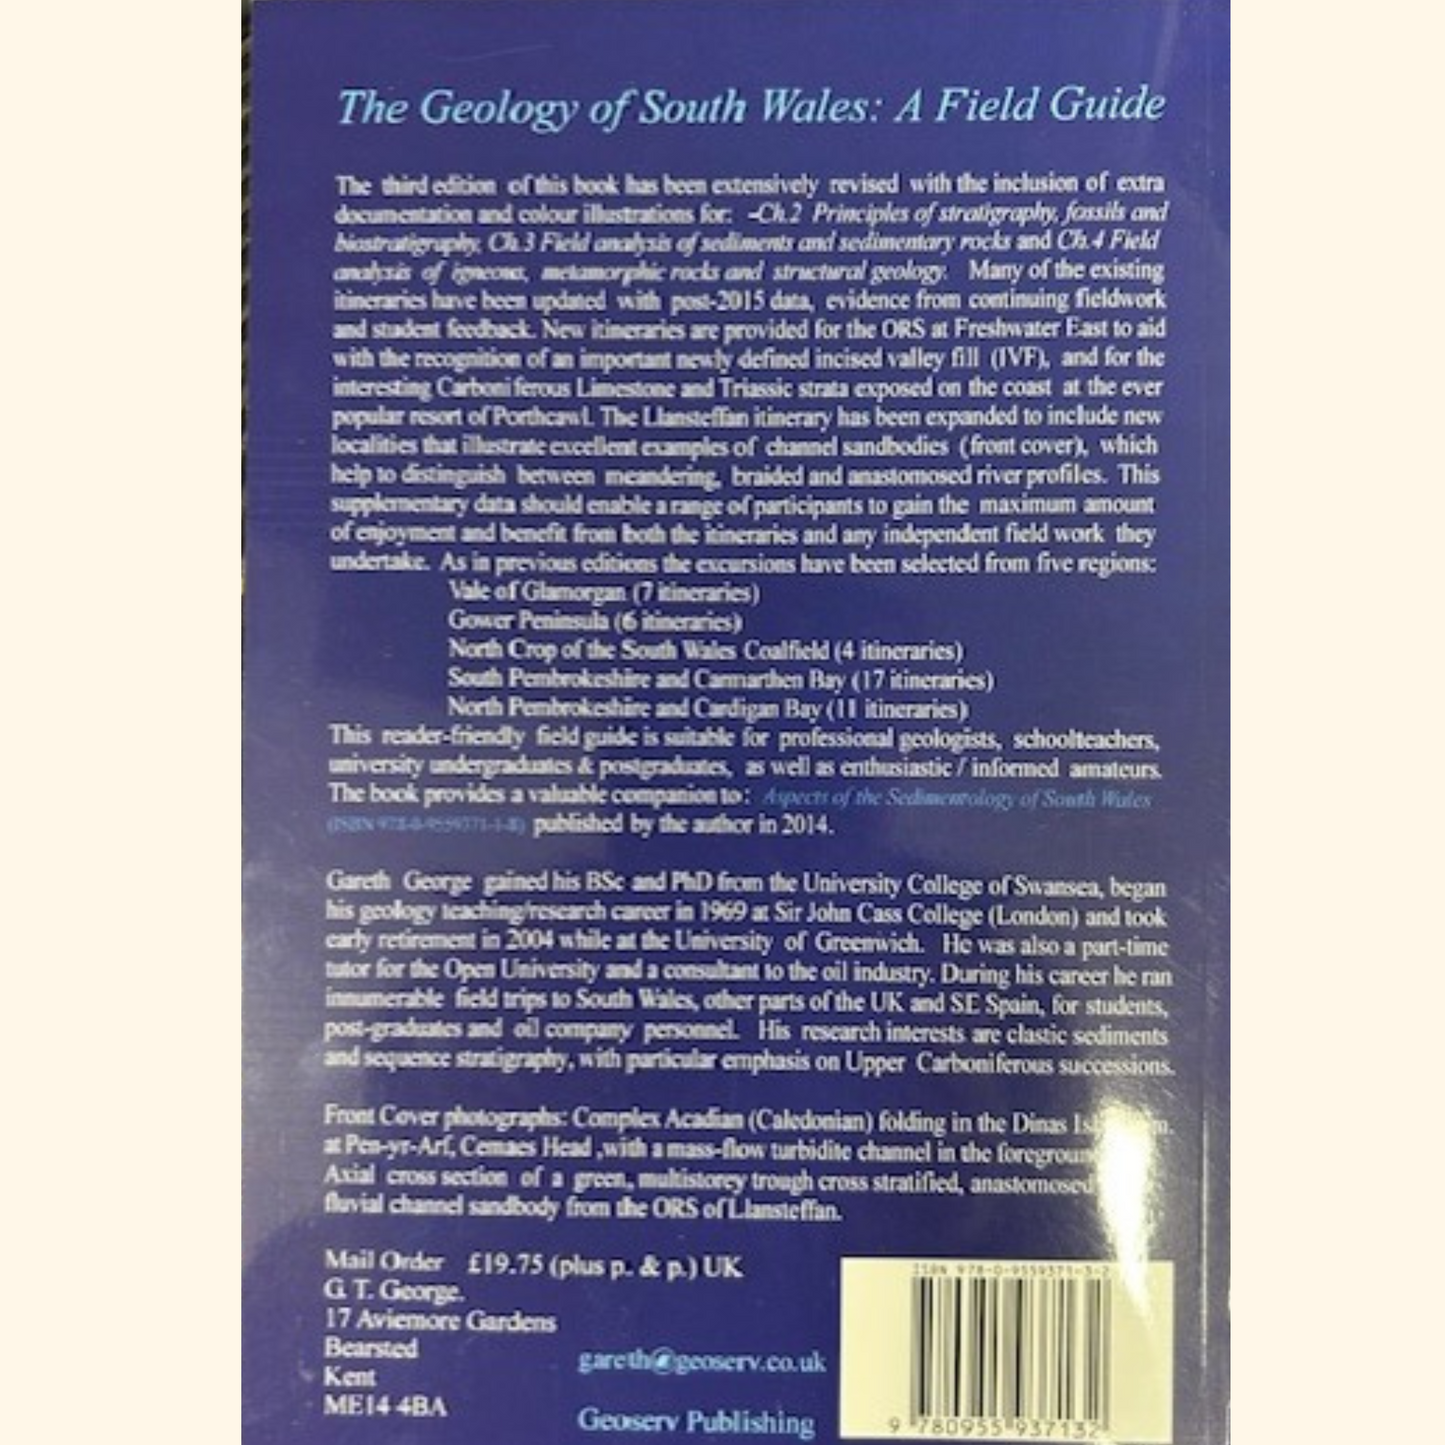 The Geology of South Wales: A Field Guide
The third edition of this book has been extensively revised with the inclusion of extra
documentation and colour illustrations for: -Ch.2 Principles of stratigraphy, fossils and
biostratigraphy, Ch.3 Field analysis of sediments and sedimentary rocks and Ch.4 Field
analysis of igneous, metamorphic rocks and structural geology. Many of the existing
itineraries have been updated with post-2015 data, evidence from continuing fieldwork
and student feedback. New itineraries are provided for the ORS at Freshwater East to aid
with the recognition of an important newly defined incised valley fill (IVF), and for the
interesting Carboniferous Limestone and Triassic strata exposed on the coast at the ever
popular resort of Porthcawl. The Llansteffan itinerary has been expanded to include new
localities that illustrate excellent examples of channel sandbodies (front cover), which
help to distinguish between meandering, braided and anastomosed river profiles. This
supplementary data should enable a range of participants to gain the maximum amount
of enjoyment and benefit from both the itineraries and any independent field work they
undertake. As in previous editions the excursions have been selected from five regions:
Vale of Glamorgan (7 itineraries)
Gower Peninsula (6 itineraries)
North Crop of the South Wales Coalfield (4 itineraries)
South Pembrokeshire and Carmarthen Bay (17 itineraries)
North Pembrokeshire and Cardigan Bay (11 itineraries)
This reader-friendly field guide is suitable for professional geologists, schoolteachers,
university undergraduates & postgraduates, as well as enthusiastic / informed amateurs.
The book provides a valuable companion to: Aspects of the Sedimentology of South Wales
(ISBN 978-0-9559371-1-8) published by the author in 2014.
Gareth George gained his BSc and PhD from the University College of Swansea, began
his geology teaching/research career in 1969 at Sir John Cass College (London) and took
early retirement in 2004 while at the University of Greenwich. He was also a part-time
tutor for the Open University and a consultant to the oil industry. During his career he ran
innumerable field trips to South Wales, other parts of the UK and SE Spain, for students,
post-graduates and oil company personnel. His research interests are clastic sediments
and sequence stratigraphy, with particular emphasis on Upper Carboniferous successions.
Front Cover photographs: Complex Acadian (Caledonian) folding in the Dinas
at Pen-yr-Arf, Cemaes Head ,with a mass-flow turbidite channel in the
Axial cross section of a green, multistorey trough cross stratified, anastomosed
fluvial channel sandbody from the ORS of Llansteffan.
Mail Order £19.75 (plus p. & p.) UK
G. T. George.
17 Aviemore Gardens
Bearsted
Kent
ME14 4BA
gareth@geoserv.co.uk
Geoserv Publishing
ISBN 978-0-9559371-3-2
9 780955 937132